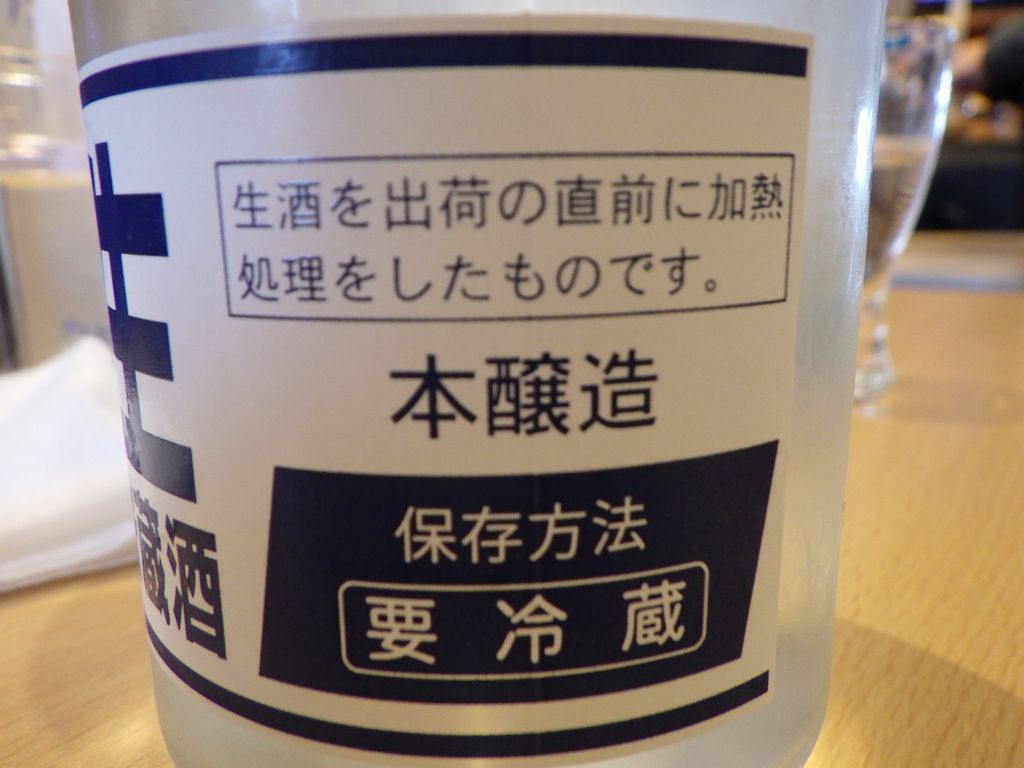 生酒を出荷の直前に加熱
処理をしたものです。
本醸造
保存方法
要冷蔵
生
蔵酒